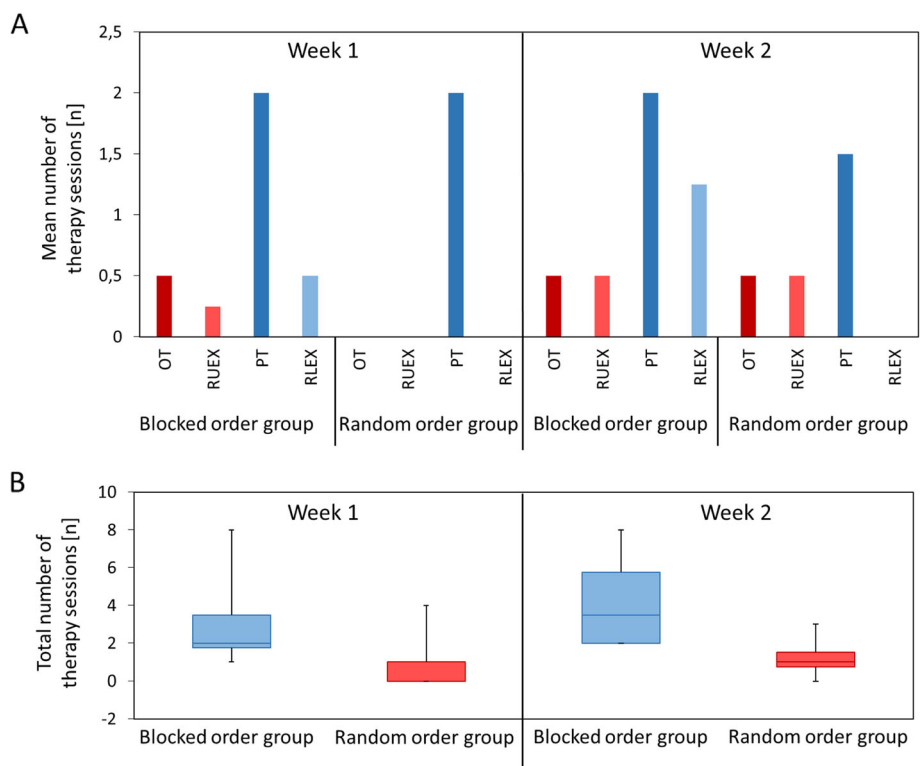 A
Mean number of
therapy sessions [n]
2,5
2
1,5
1
0,5
0
Week 1
Week 2
OT RUEX PT RLEX OT RUEX PT RLEX OT RUEX PT RLEX OT RUEX PT RLEX
Blocked order group Random order group Blocked order group Random order group
B
Total number of
therapy sessions [n]
10
8
6
4
2
0
-2
Week 1
Week 2
Blocked order group Random order group Blocked order group Random order group